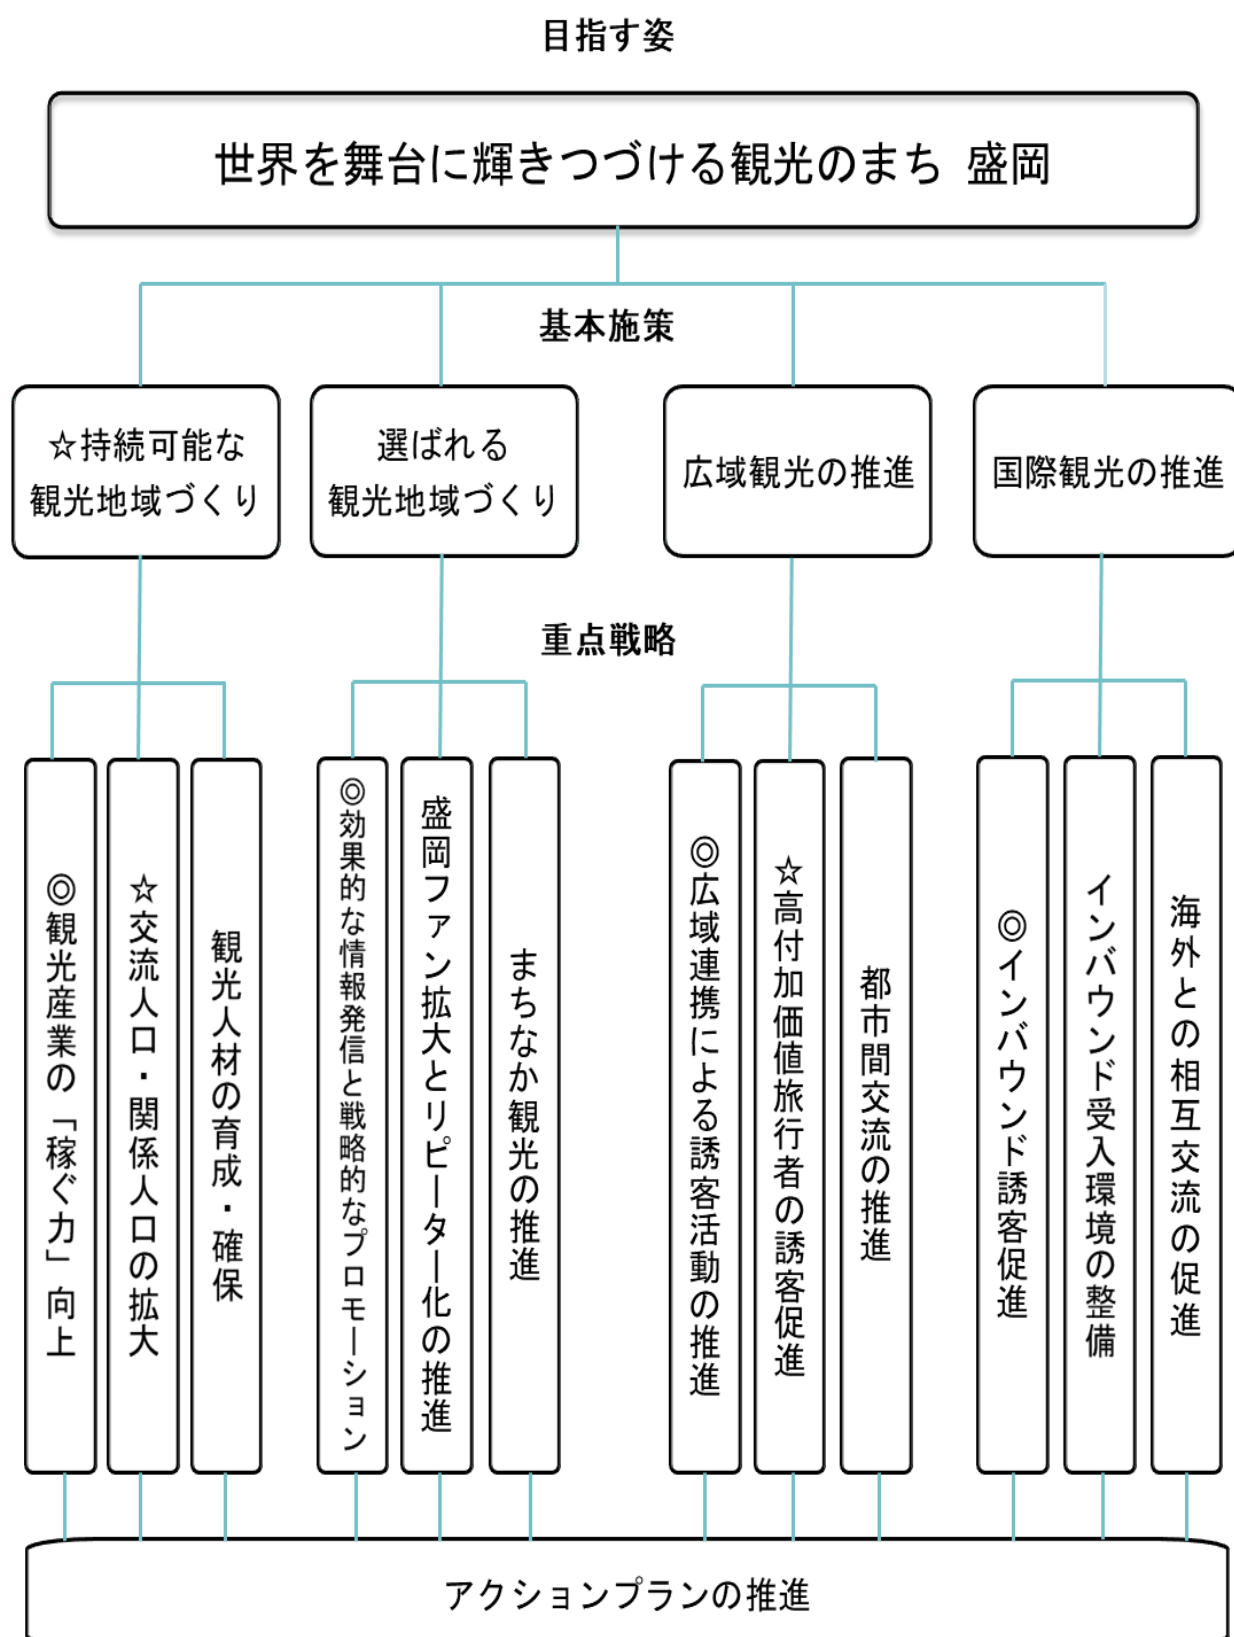 目指す姿
世界を舞台に輝きつづける観光のまち 盛岡
基本施策
☆持続可能な
観光地域づくり
選ばれる
観光地域づくり
広域観光の推進
国際観光の推進
重点戦略
◎観光産業の「稼ぐ力」向上
☆交流人口・関係人口の拡大
観光人材の育成・確保
◎効果的な情報発信と戦略的なプロモーション
盛岡ファン拡大とリピーター化の推進
まちなか観光の推進
◎広域連携による誘客活動の推進
☆高付加価値旅行者の誘客促進
都市間交流の推進
◎インバウンド誘客促進
インバウンド受入環境の整備
海外との相互交流の促進
アクションプランの推進